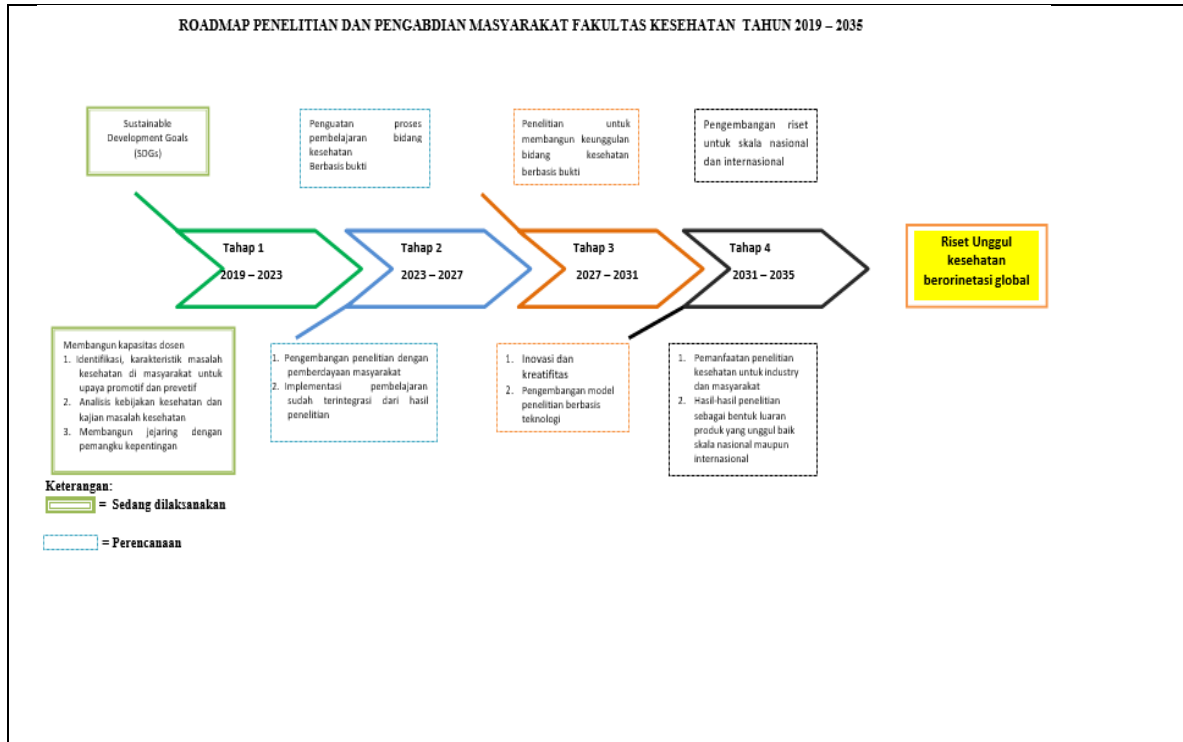 ROADMAP PENELITIAN DAN PENGABDIAN MASYARAKAT FAKULTAS KESEHATAN TAHUN 2019 – 2035
Sustainable
Development Goals
(SDGs)
Penguatan proses
pembelajaran bidang
kesehatan
Berbasis bukti
Penelitian untuk
membangun keunggulan
bidang kesehatan
berbasis bukti
Pengembangan riset
untuk skala nasional
dan internasional
Tahap 1
2019 – 2023
Tahap 2
2023 – 2027
Tahap 3
2027 – 2031
Tahap 4
2031 – 2035
Riset Unggul
kesehatan
berorinetasi global
Membangun kapasitas dosen
1. Identifikasi, karakteristik masalah
kesehatan di masyarakat untuk
upaya promotif dan prevetif
2. Analisis kebijakan kesehatan dan
kajian masalah kesehatan
3. Membangun jejaring dengan
pemangku kepentingan
1. Pengembangan penelitian dengan
pemberdayaan masyarakat
2. Implementasi pembelajaran
sudah terintegrasi dari hasil
penelitian
1. Inovasi dan
kreatifitas
2. Pengembangan model
penelitian berbasis
teknologi
1. Pemanfaatan penelitian
kesehatan untuk industry
dan masyarakat
2. Hasil-hasil penelitian
sebagai bentuk luaran
produk yang unggul baik
skala nasional maupun
internasional
Keterangan:
= Sedang dilaksanakan
= Perencanaan